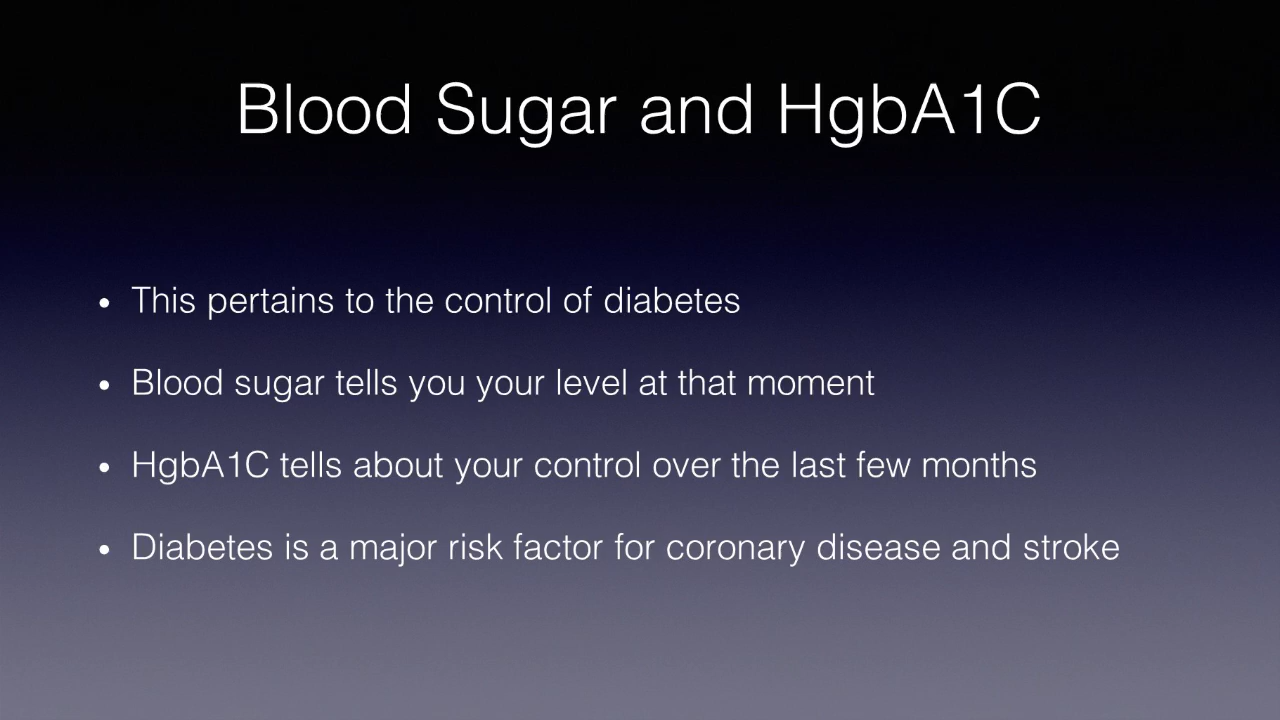 Blood Sugar and HgbA1C
• This pertains to the control of diabetes
• Blood sugar tells you your level at that moment
• HgbA1C tells about your control over the last few months
• Diabetes is a major risk factor for coronary disease and stroke